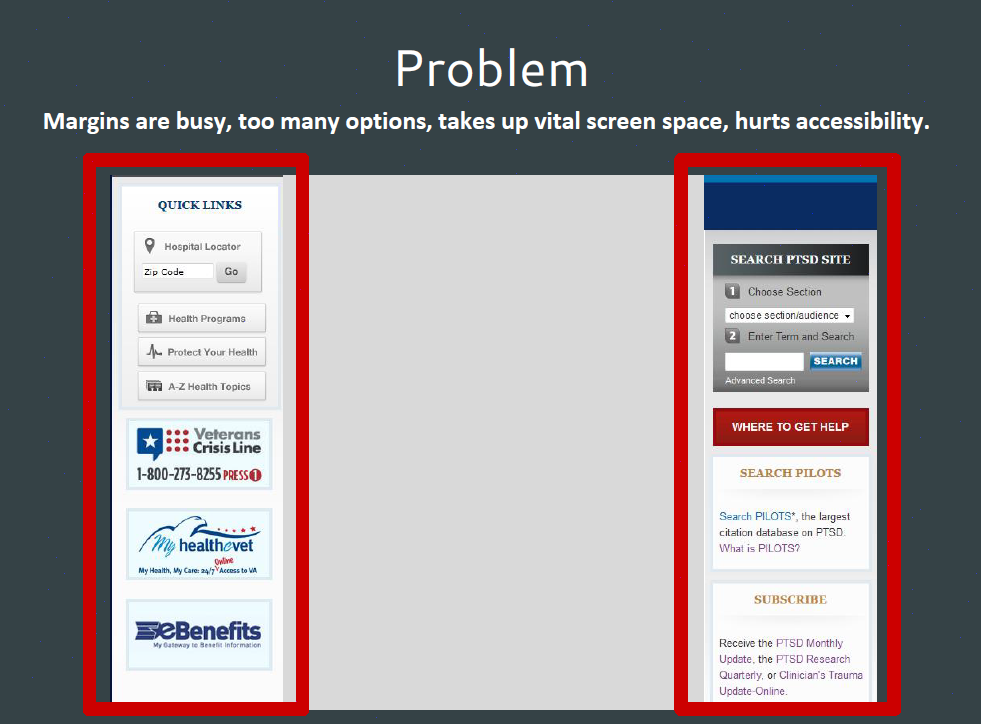 Problem
Margins are busy, too many options, takes up vital screen space, hurts accessibility.
QUICK LINKS
Hospital Locator
Zip Code Go
Health Programs
Protect Your Health
A-Z Health Topics
Veterans
Crisis Line
1-800-273-8255 PRESS 1
My healthevet
Online
My Health, My Care: 24/7 Access to VA
eBenefits
My Gateway to Benefit Information
SEARCH PTSD SITE
1 Choose Section
choose section/audience
2 Enter Term and Search
SEARCH
Advanced Search
WHERE TO GET HELP
SEARCH PILOTS
Search PILOTS*, the largest
citation database on PTSD.
What is PILOTS?
SUBSCRIBE
Receive the PTSD Monthly
Update, the PTSD Research
Quarterly, or Clinician's Trauma
Update-Online.